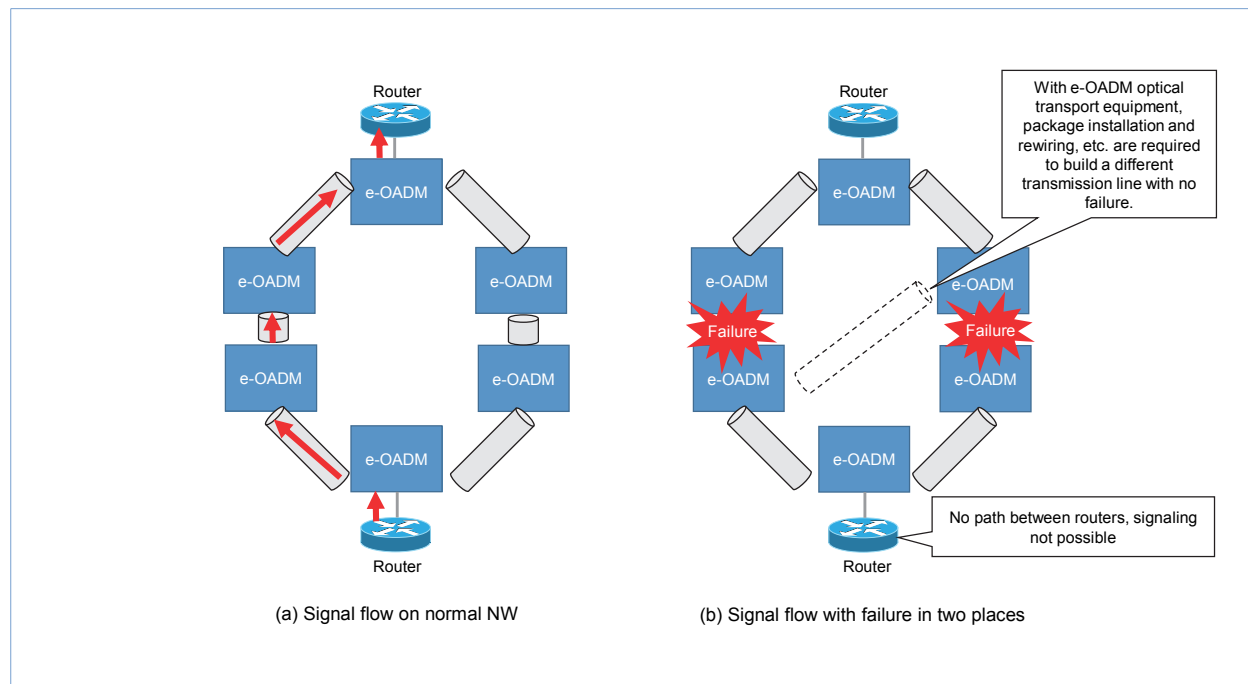 Router
e-OADM
e-OADM
e-OADM
e-OADM
e-OADM
e-OADM
Router
(a) Signal flow on normal NW
Router
e-OADM
e-OADM
e-OADM
Failure
Failure
e-OADM
e-OADM
e-OADM
Router
With e-OADM optical
transport equipment,
package installation and
rewiring, etc. are required
to build a different
transmission line with no
failure.
No path between routers, signaling
not possible
(b) Signal flow with failure in two places